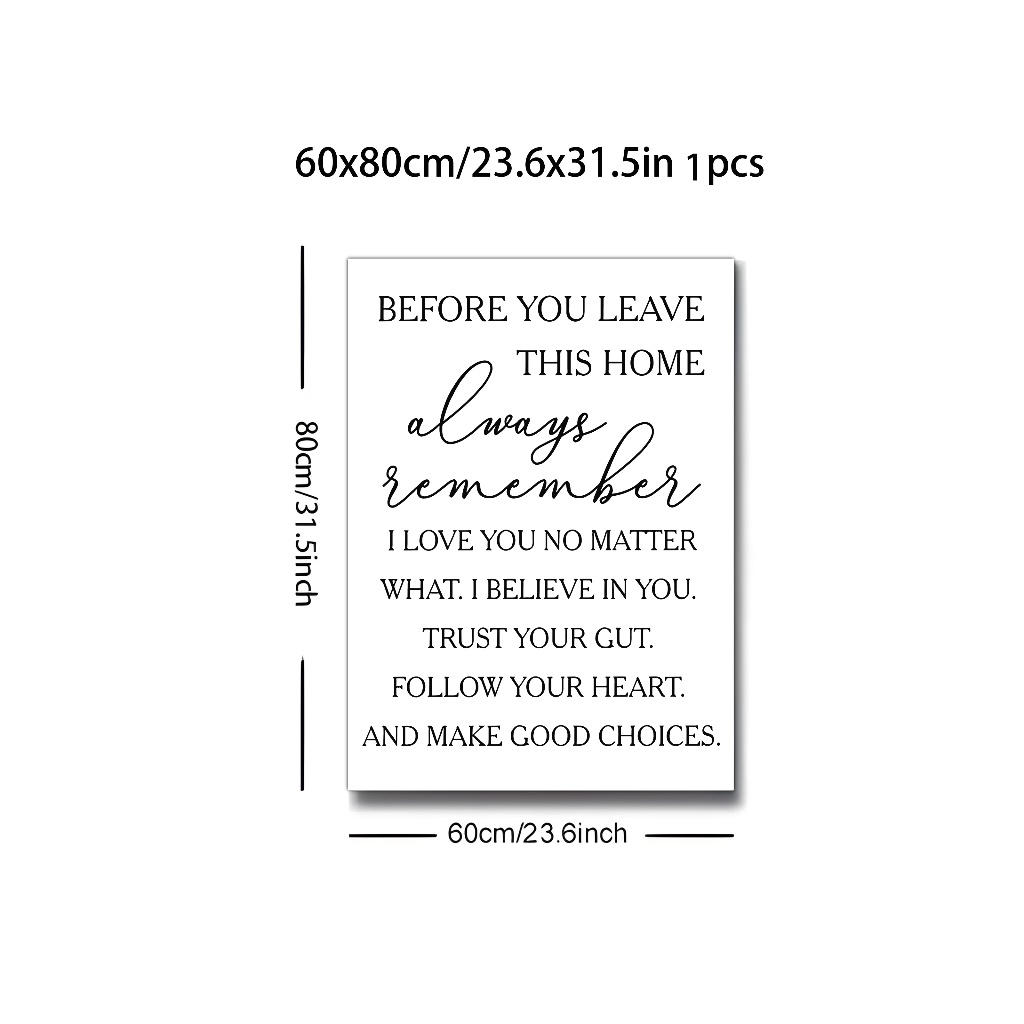 60x80cm/23.6x31.5in 1pcs
BEFORE YOU LEAVE
THIS HOME
always
remember
I LOVE YOU NO MATTER
WHAT. I BELIEVE IN YOU.
TRUST YOUR GUT.
FOLLOW YOUR HEART.
AND MAKE GOOD CHOICES.
80cm/31.5inch
60cm/23.6inch